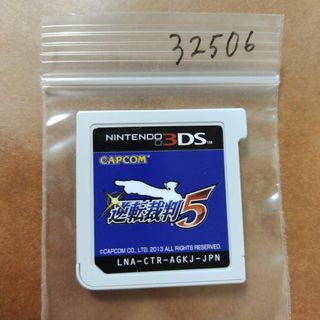 32506
NINTENDO 3DS™
CAPCOM®
逆転裁判5
©CAPCOM CO., LTD. 2013 ALL RIGHTS RESERVED.
LNA-CTR-AGKJ-JPN